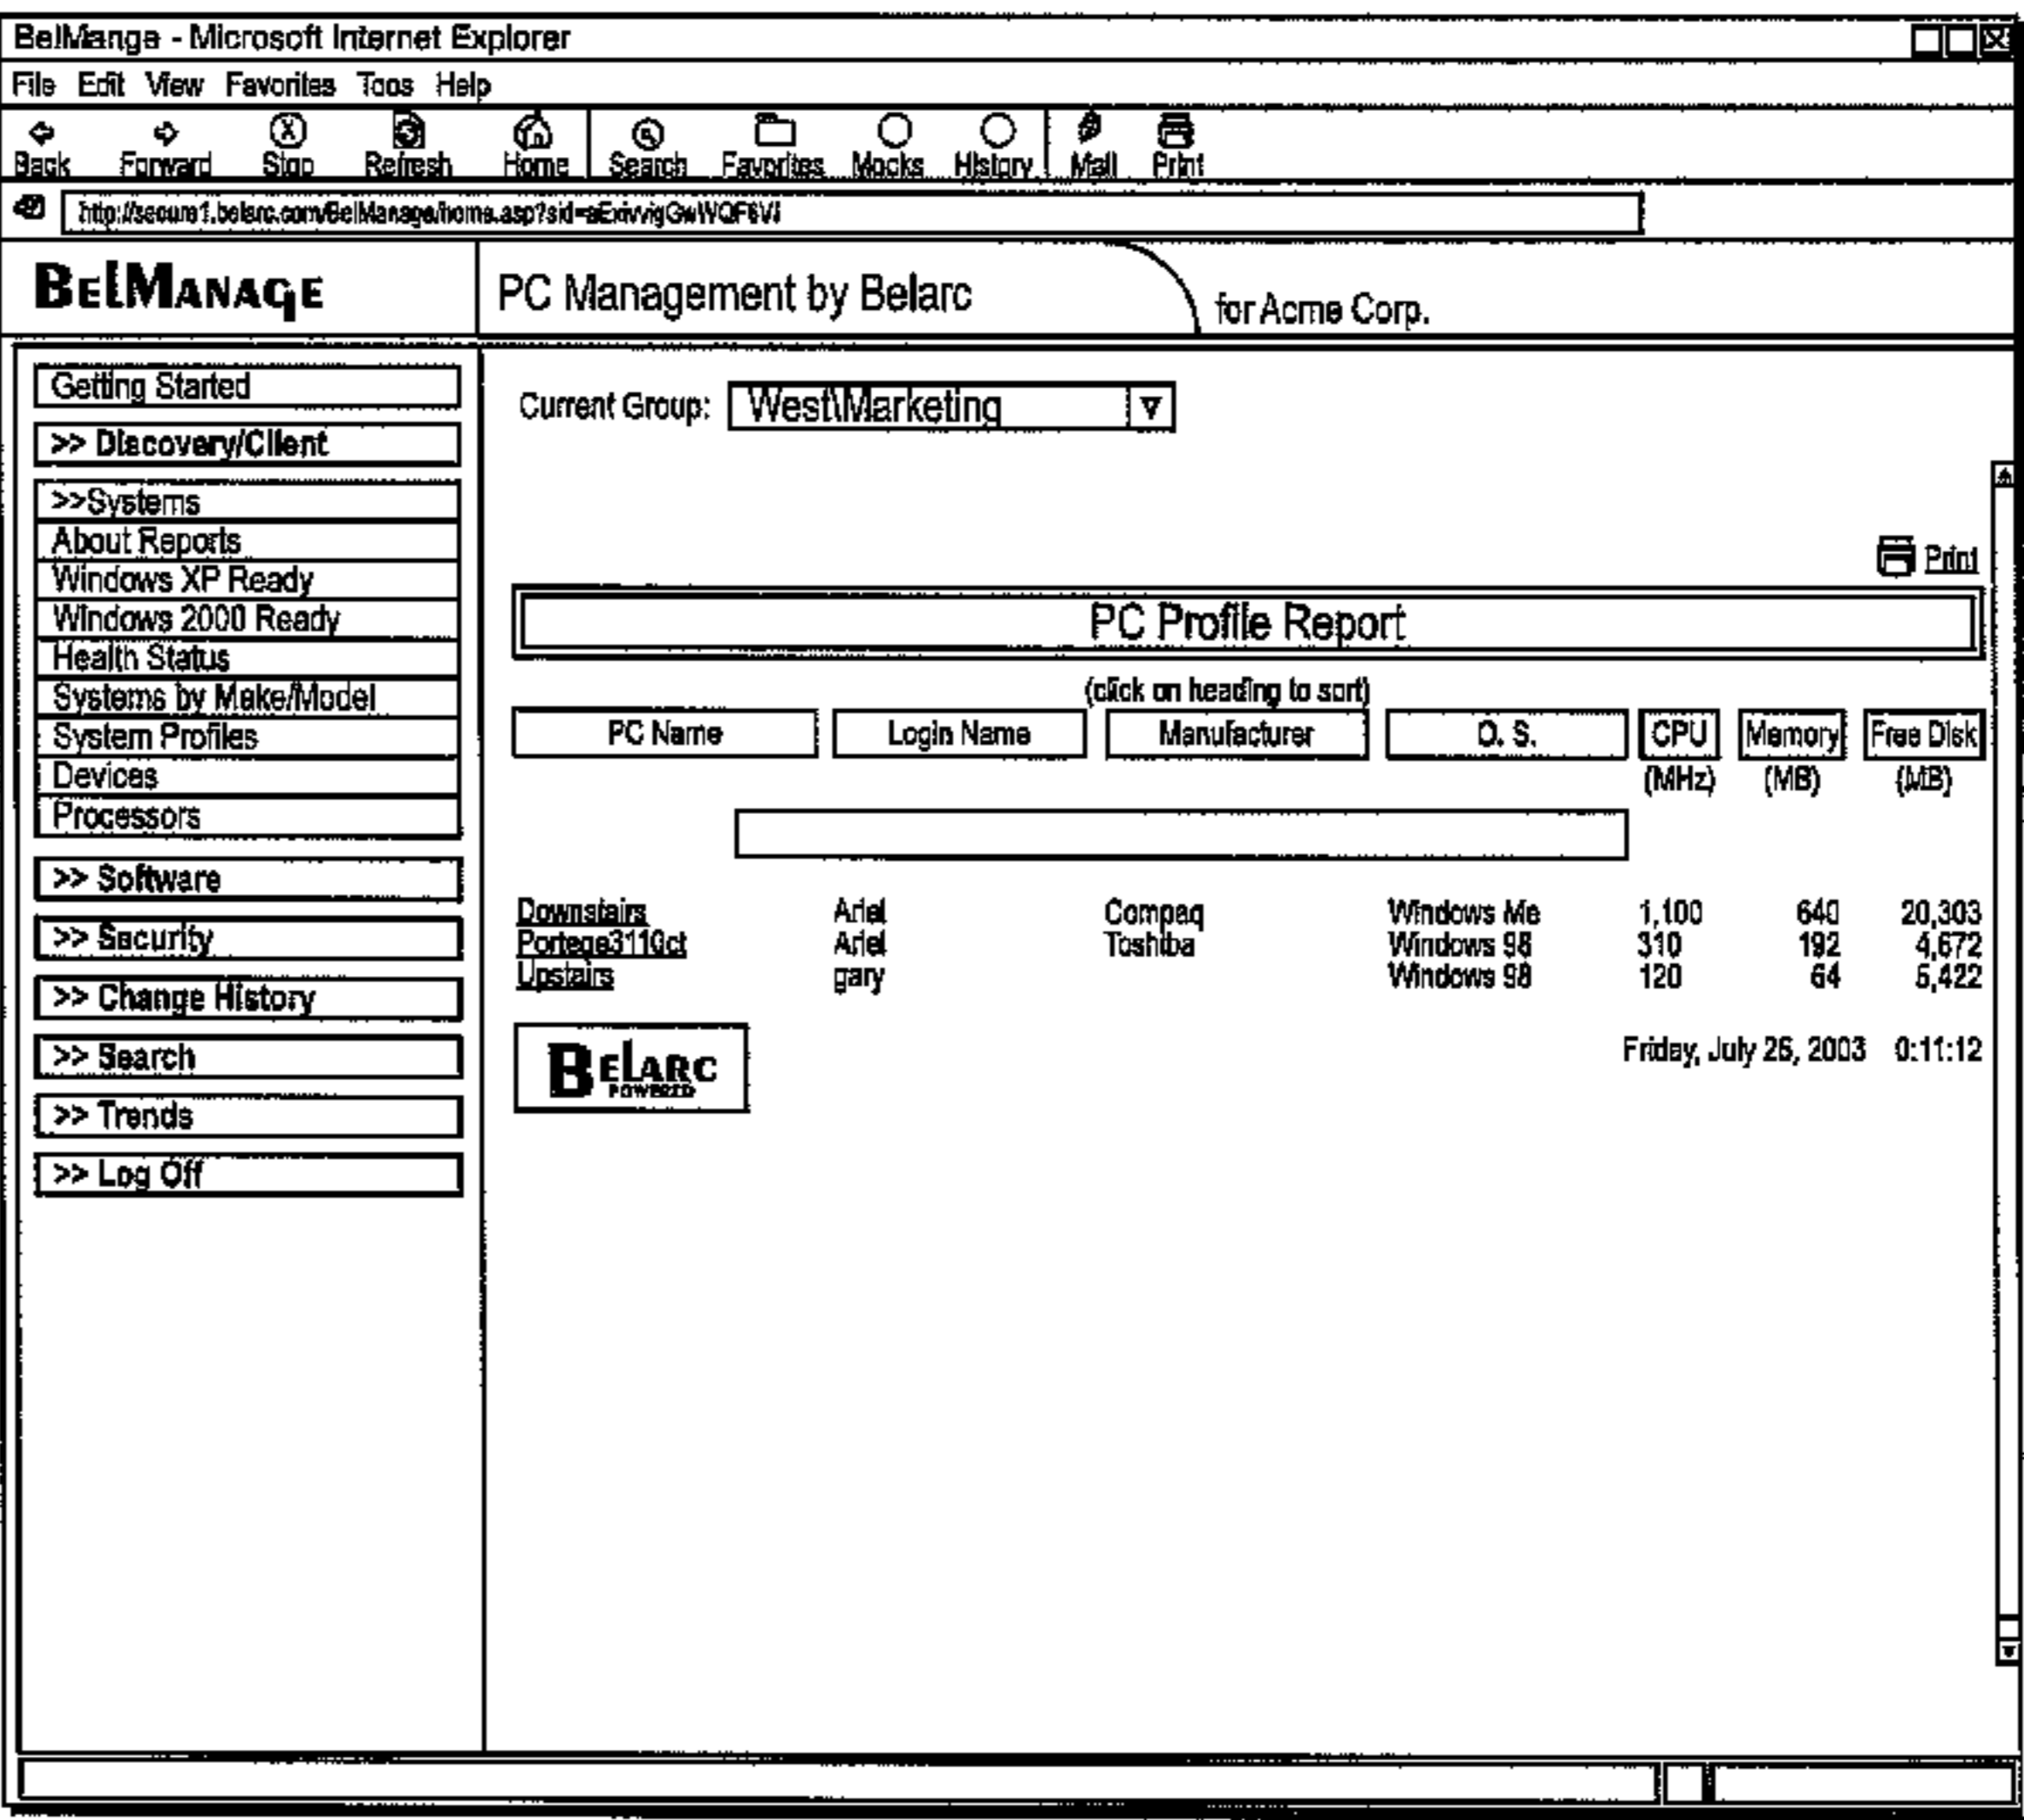 BelMange - Microsoft Internet Explorer
File Edit View Favorites Toos Help
Back Forward Stop Refresh Home Search Favorites Mocks History Mail Print
BELMANAGE PC Management by Belarc for Acme Corp.
Getting Started
>> Discovery/Client
>>Systems
About Reports
Windows XP Ready
Windows 2000 Ready
Health Status
Systems by Make/Model
System Profiles
Devices
Processors
>> Software
>> Security
>> Change History
>> Search
>> Trends
>> Log Off
Current Group: West\Marketing
Print
PC Profile Report
(click on heading to sort)
PC Name Login Name Manufacturer O. S. CPU Memory Free Disk
(MHz) (MB) (MB)
Downstairs Ariel Compaq Windows Me 1,100 640 20,303
Portege3110ct Ariel Toshiba Windows 98 310 192 4,672
Upstairs gary Windows 98 120 64 5,422
BELARC
POWERED
Friday, July 25, 2003 0:11:12